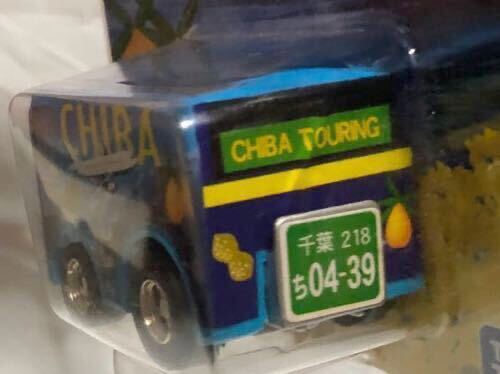 CHIBA
CHIBA TOURING
千葉 218
ち04-39